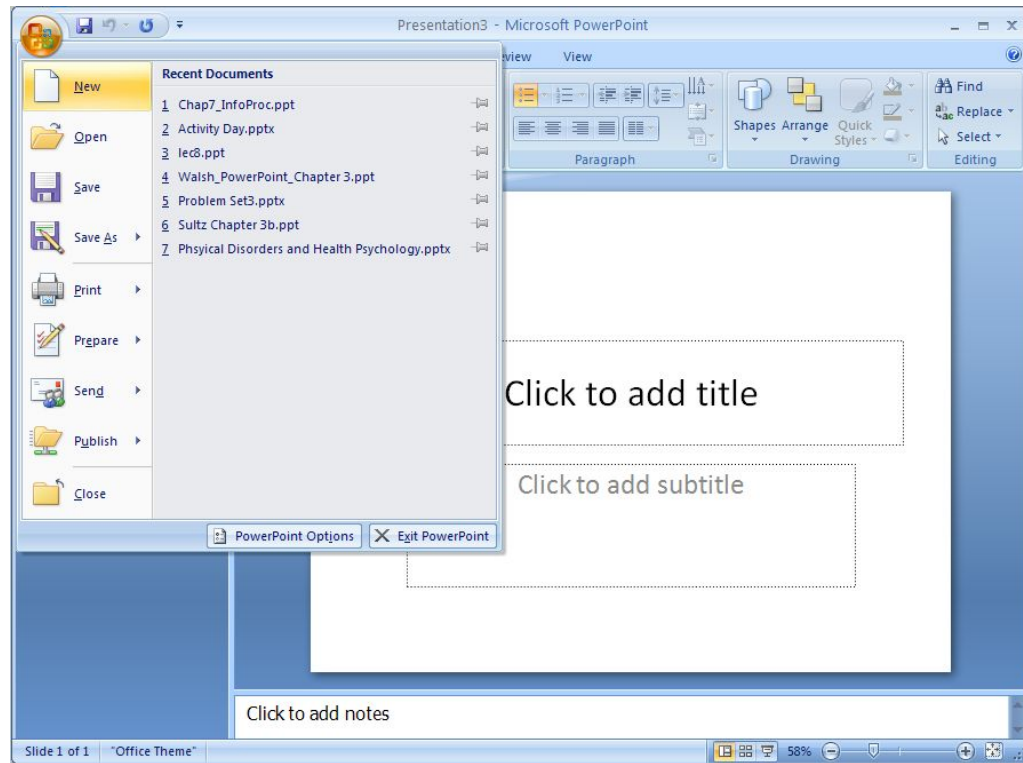 Presentation3 - Microsoft PowerPoint
view View
New
Open
Save
Save As
Print
Prepare
Send
Publish
Close
Recent Documents
1 Chap7_InfoProc.ppt
2 Activity Day.pptx
3 lec8.ppt
4 Walsh_PowerPoint_Chapter 3.ppt
5 Problem Set3.pptx
6 Sultz Chapter 3b.ppt
7 Phsyical Disorders and Health Psychology.pptx
PowerPoint Options
Exit PowerPoint
Paragraph
Shapes Arrange Quick Styles
Drawing
Find
Replace
Select
Editing
Click to add title
Click to add subtitle
Click to add notes
Slide 1 of 1 "Office Theme" 58%